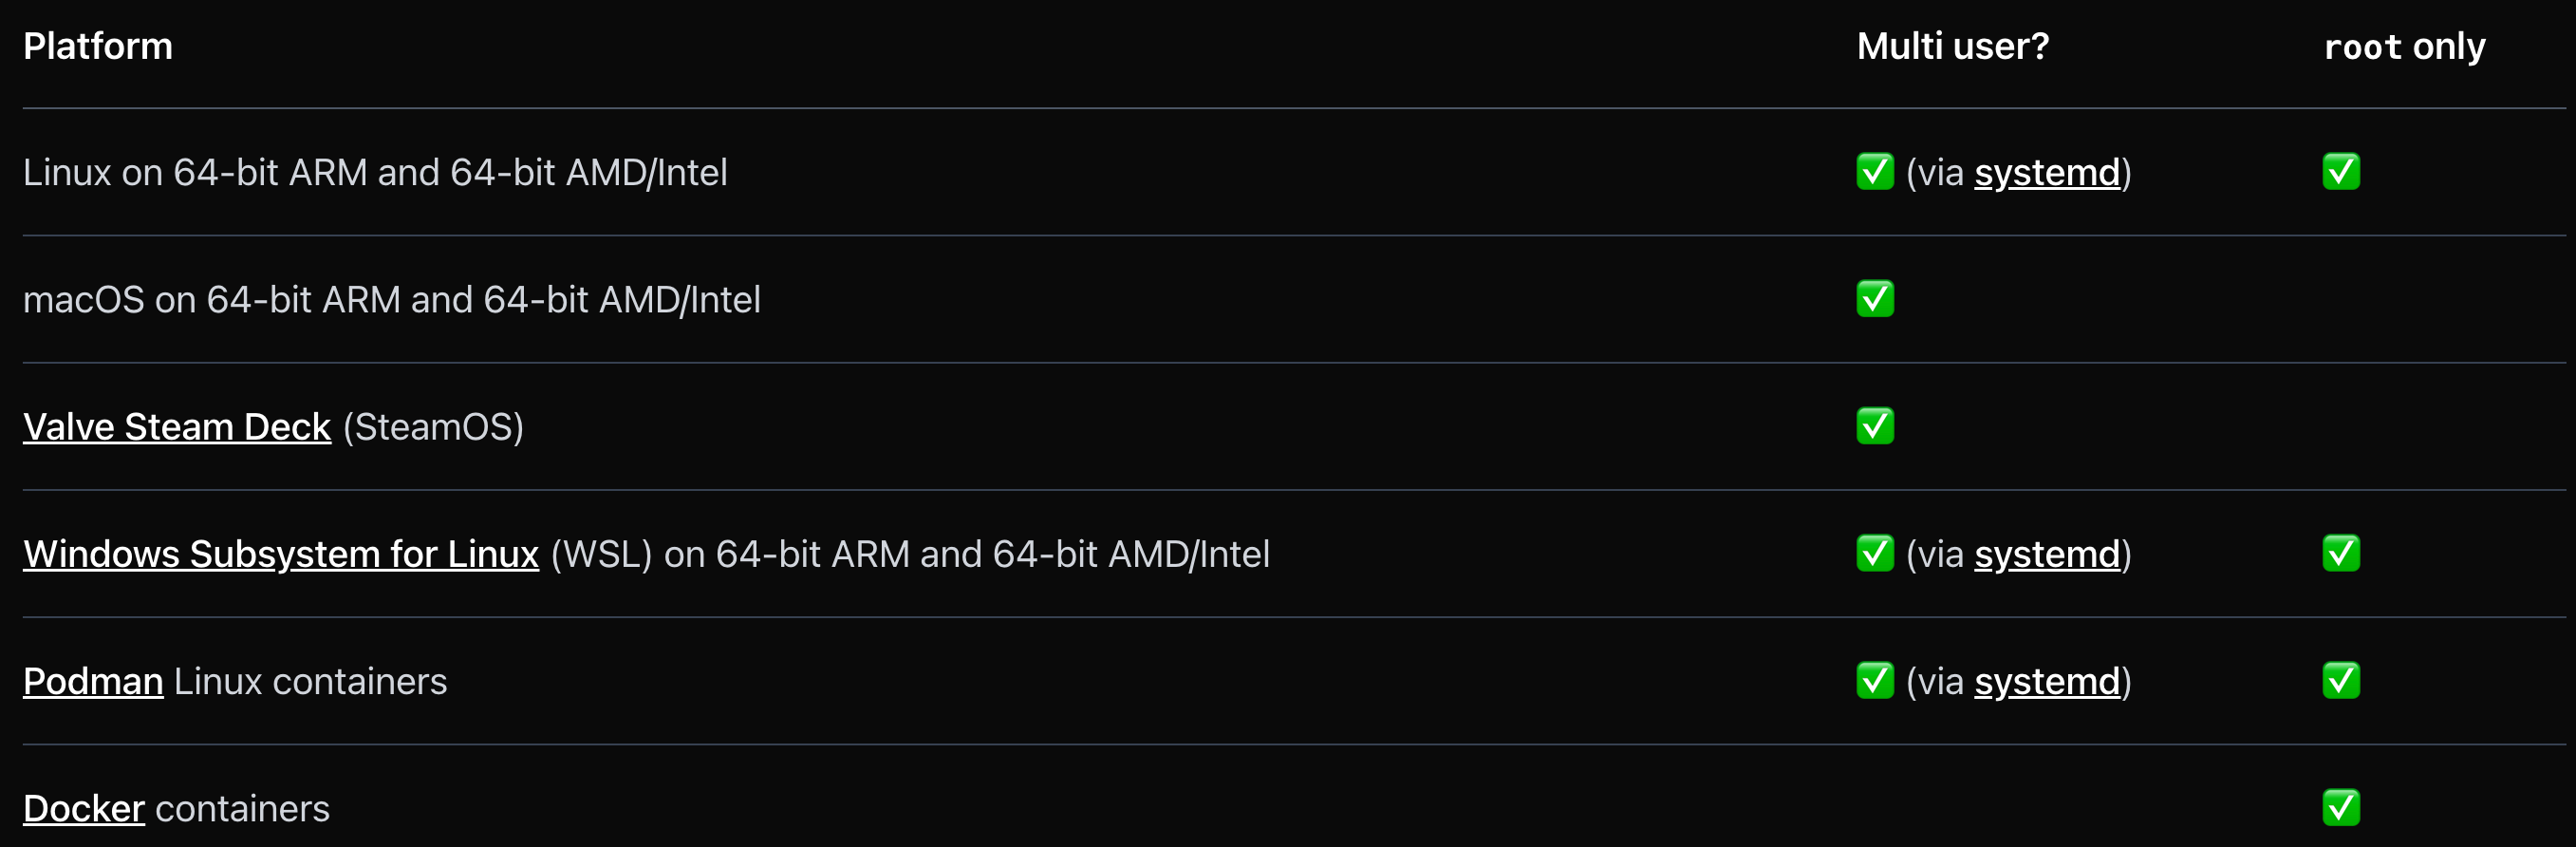 Platform Multi user? root only
Linux on 64-bit ARM and 64-bit AMD/Intel ✅ (via systemd) ✅
macOS on 64-bit ARM and 64-bit AMD/Intel ✅
Valve Steam Deck (SteamOS) ✅
Windows Subsystem for Linux (WSL) on 64-bit ARM and 64-bit AMD/Intel ✅ (via systemd) ✅
Podman Linux containers ✅ (via systemd) ✅
Docker containers ✅